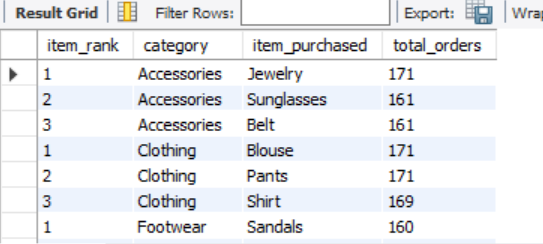 Result Grid Filter Rows: Export: Wrap
item_rank category item_purchased total_orders
1 Accessories Jewelry 171
2 Accessories Sunglasses 161
3 Accessories Belt 161
1 Clothing Blouse 171
2 Clothing Pants 171
3 Clothing Shirt 169
1 Footwear Sandals 160